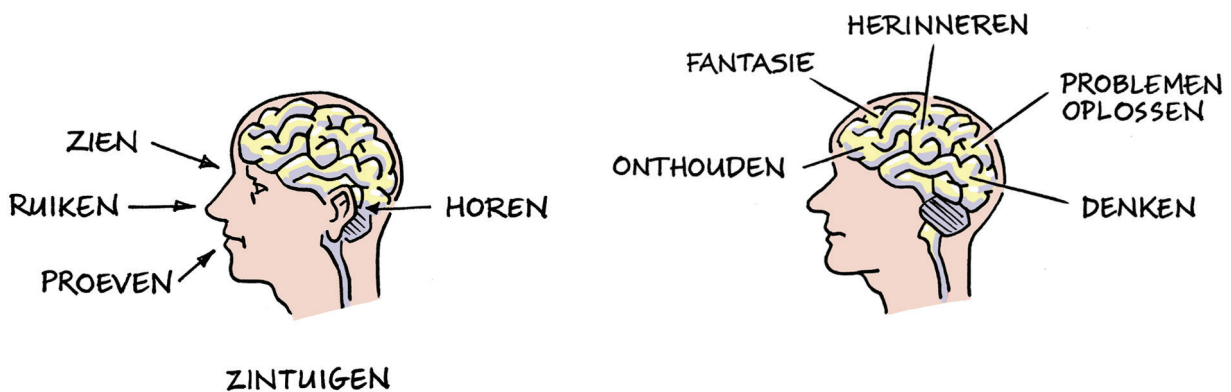 ZIEN
RUIKEN
PROEVEN
HOREN
ZINTUIGEN
HERINNEREN
FANTASIE
PROBLEMEN
OPLOSSEN
ONTHOUDEN
DENKEN